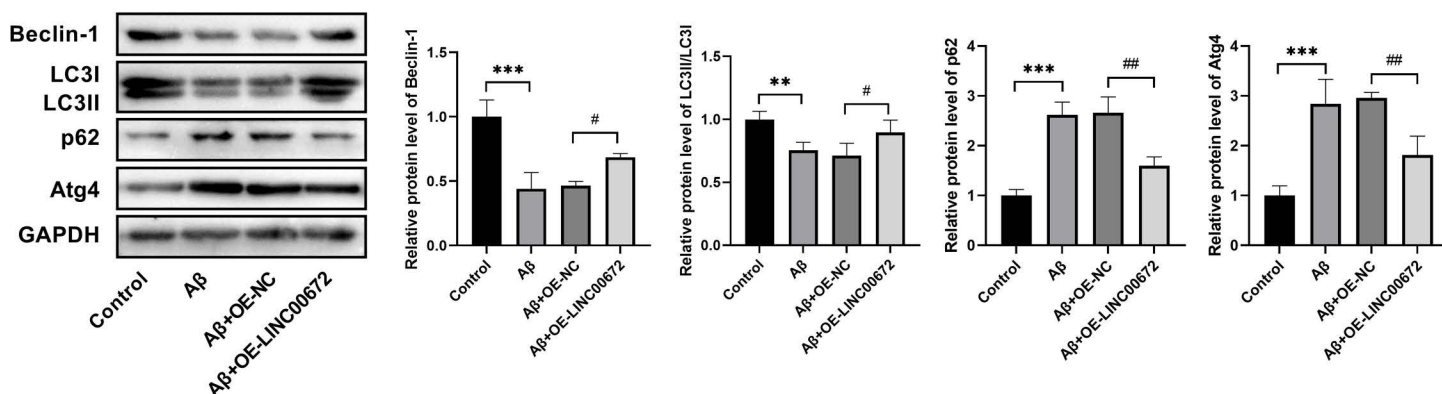 Beclin-1
LC3I
LC3II
p62
Atg4
GAPDH
Control
Aβ
Aβ+OE-NC
Aβ+OE-LINC00672
Relative protein level of Beclin-1
1.5
1.0
0.5
0.0
***
#
Control
Aβ
Aβ+OE-NC
Aβ+OE-LINC00672
Relative protein level of LC3II/LC3I
1.5
1.0
0.5
0.0
**
#
Control
Aβ
Aβ+OE-NC
Aβ+OE-LINC00672
Relative protein level of p62
4
3
2
1
0
***
##
Control
Aβ
Aβ+OE-NC
Aβ+OE-LINC00672
Relative protein level of Atg4
4
3
2
1
0
***
##
Control
Aβ
Aβ+OE-NC
Aβ+OE-LINC00672